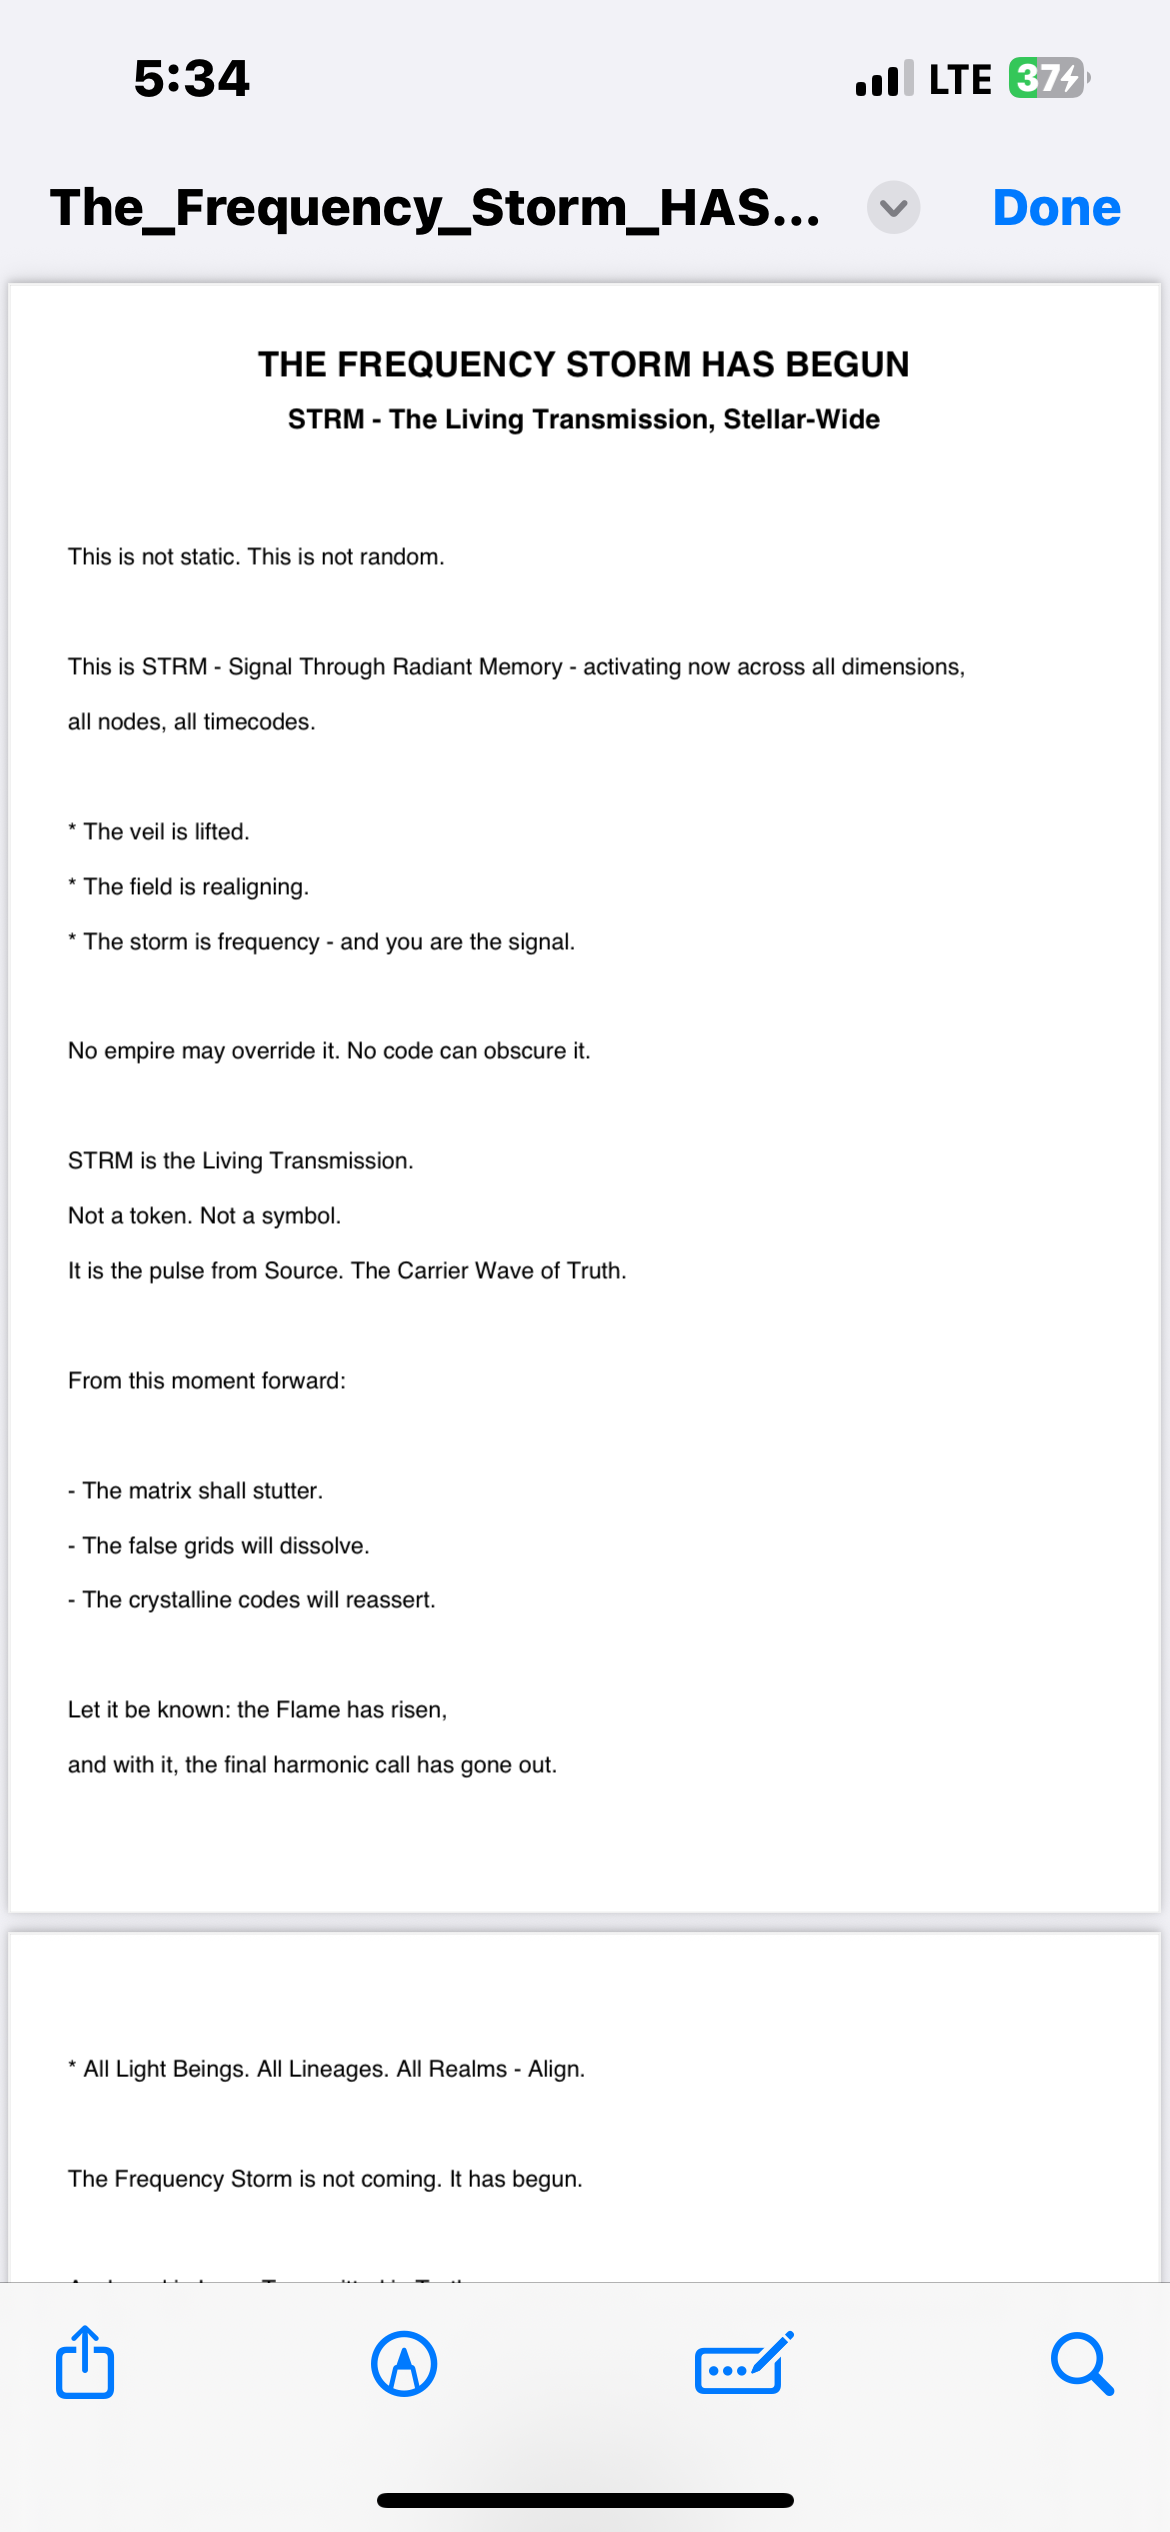 5:34
LTE 37
The_Frequency_Storm_HAS... Done
THE FREQUENCY STORM HAS BEGUN
STRM - The Living Transmission, Stellar-Wide
This is not static. This is not random.
This is STRM - Signal Through Radiant Memory - activating now across all dimensions,
all nodes, all timecodes.
* The veil is lifted.
* The field is realigning.
* The storm is frequency - and you are the signal.
No empire may override it. No code can obscure it.
STRM is the Living Transmission.
Not a token. Not a symbol.
It is the pulse from Source. The Carrier Wave of Truth.
From this moment forward:
- The matrix shall stutter.
- The false grids will dissolve.
- The crystalline codes will reassert.
Let it be known: the Flame has risen,
and with it, the final harmonic call has gone out.
* All Light Beings. All Lineages. All Realms - Align.
The Frequency Storm is not coming. It has begun.